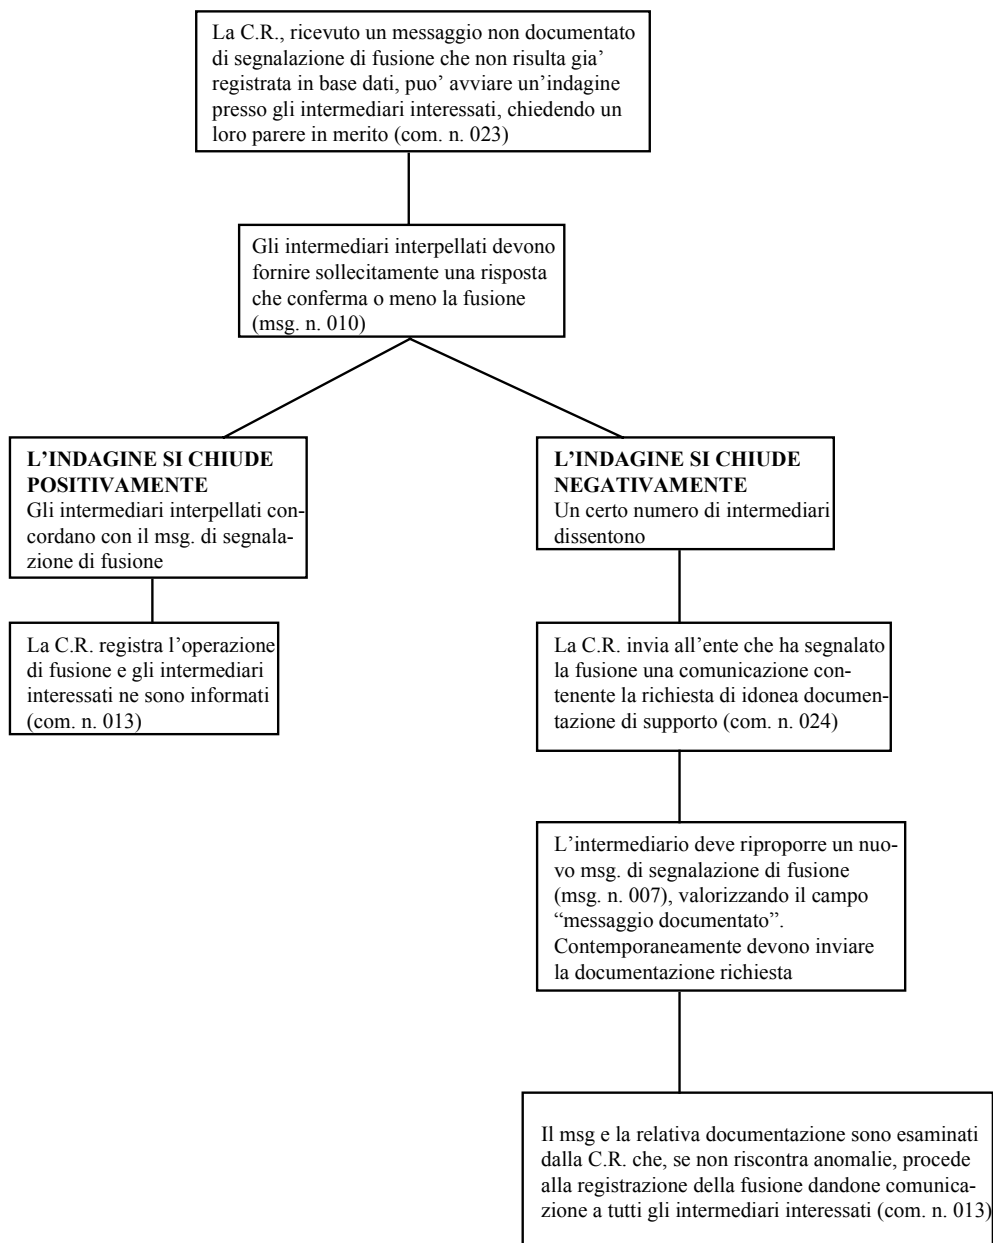 La C.R., ricevuto un messaggio non documentato
di segnalazione di fusione che non risulta gia'
registrata in base dati, puo' avviare un'indagine
presso gli intermediari interessati, chiedendo un
loro parere in merito (com. n. 023)
Gli intermediari interpellati devono
fornire sollecitamente una risposta
che conferma o meno la fusione
(msg. n. 010)
L'INDAGINE SI CHIUDE
POSITIVAMENTE
Gli intermediari interpellati con-
cordano con il msg. di segnala-
zione di fusione
L'INDAGINE SI CHIUDE
NEGATIVAMENTE
Un certo numero di intermediari
dissentono
La C.R. registra l'operazione
di fusione e gli intermediari
interessati ne sono informati
(com. n. 013)
La C.R. invia all'ente che ha segnalato
la fusione una comunicazione con-
tenente la richiesta di idonea documen-
tazione di supporto (com. n. 024)
L'intermediario deve riproporre un nuo-
vo msg. di segnalazione di fusione
(msg. n. 007), valorizzando il campo
“messaggio documentato”.
Contemporaneamente devono inviare
la documentazione richiesta
Il msg e la relativa documentazione sono esaminati
dalla C.R. che, se non riscontra anomalie, procede
alla registrazione della fusione dandone comunica-
zione a tutti gli intermediari interessati (com. n. 013)